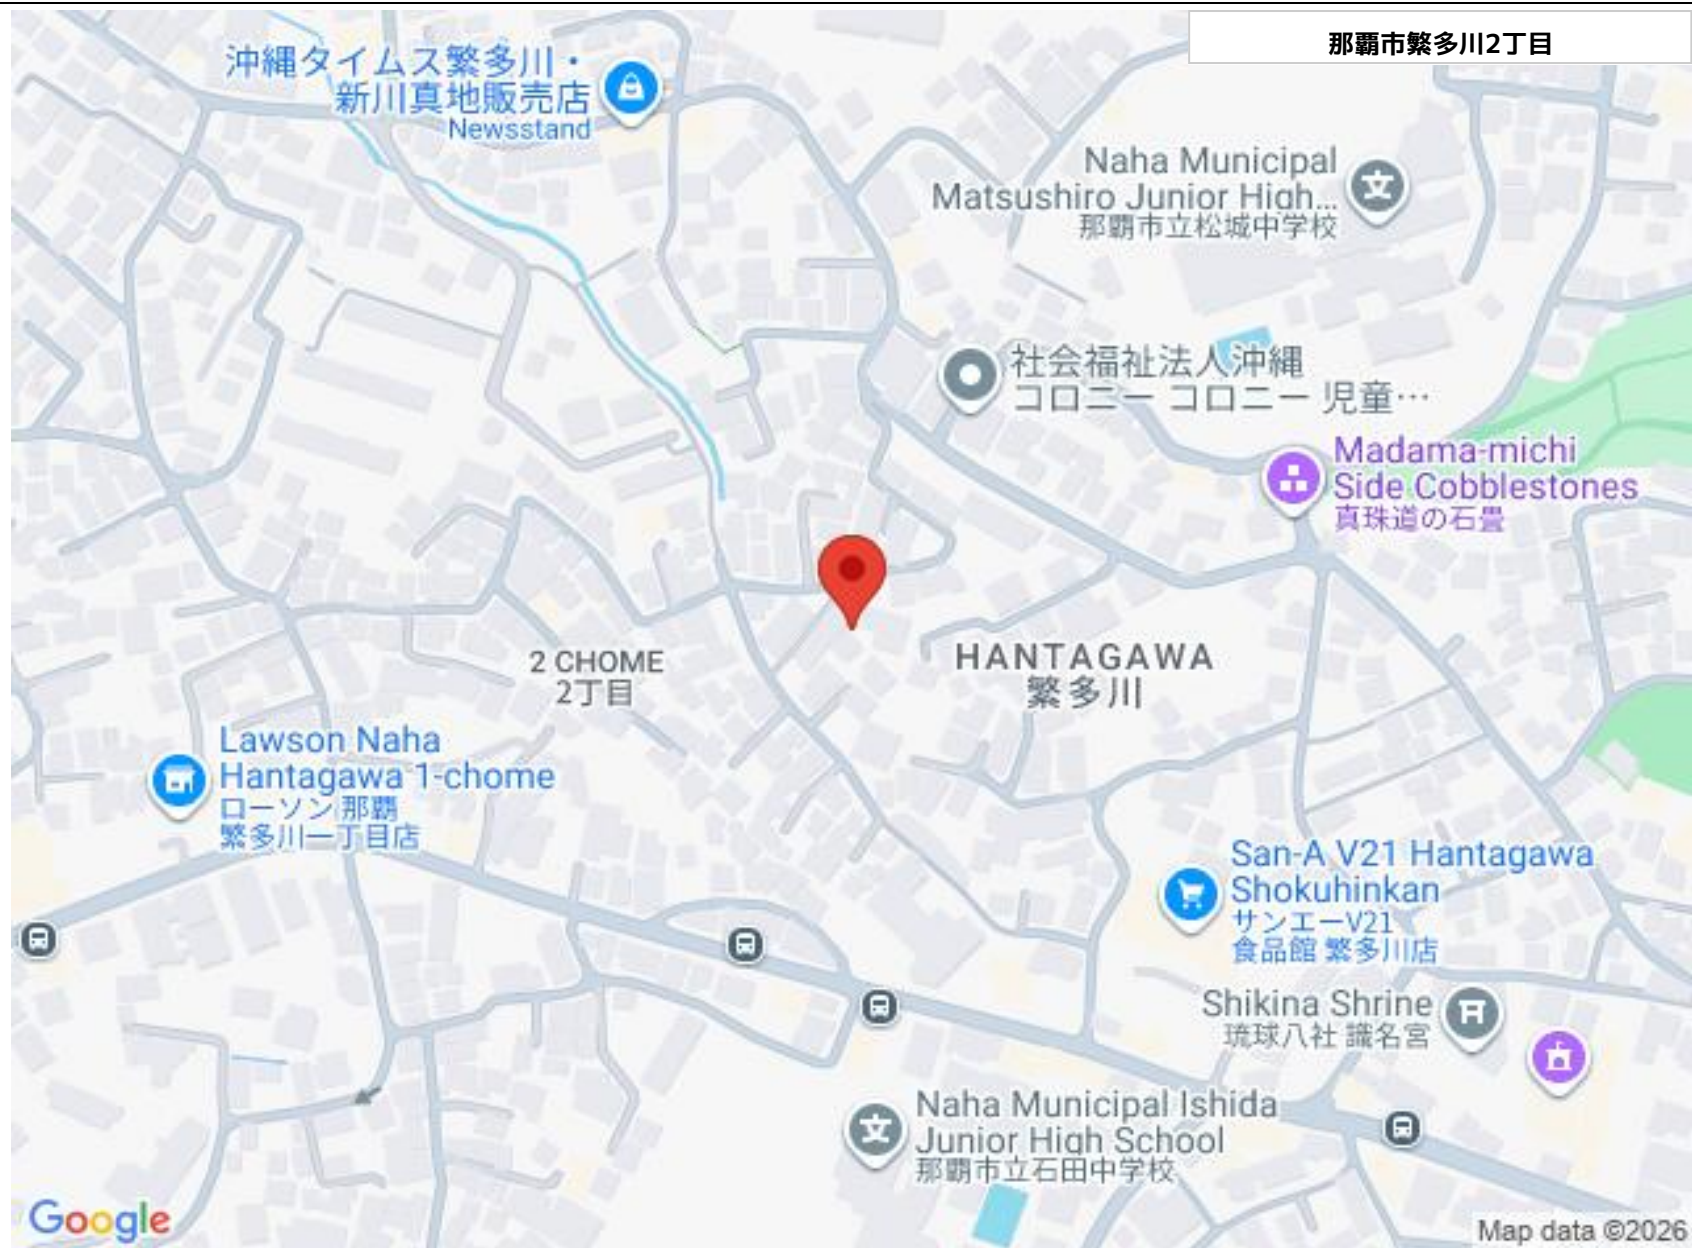 那覇市繁多川2丁目
沖縄タイムス繁多川・
新川真地販売店
Newsstand
Naha Municipal
Matsushiro Junior High...
那覇市立松城中学校
社会福祉法人沖縄
コロニー コロニー 児童…
Madama-michi
Side Cobblestones
真珠道の石畳
2 CHOME
2丁目
HANTAGAWA
繁多川
Lawson Naha
Hantagawa 1-chome
ローソン 那覇
繁多川一丁目店
San-A V21 Hantagawa
Shokuhinkan
サンエーV21
食品館 繁多川店
Shikina Shrine
琉球八社 識名宮
Naha Municipal Ishida
Junior High School
那覇市立石田中学校
Google
Map data ©2026